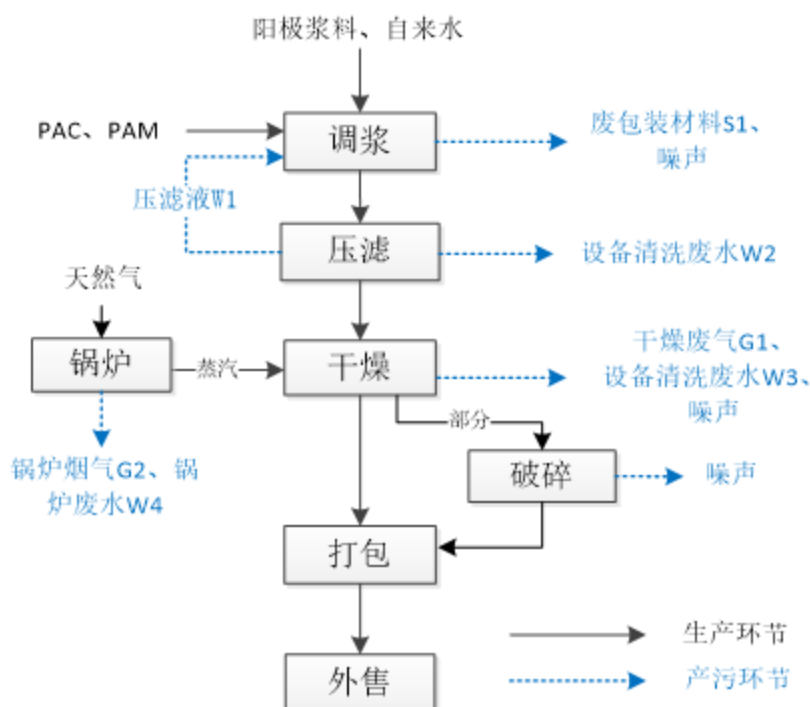 阳极浆料、自来水
PAC、PAM
调浆
废包装材料S1、
噪声
压滤液W1
压滤
设备清洗废水W2
天然气
锅炉
蒸汽
干燥
干燥废气G1、
设备清洗废水W3、
噪声
部分
锅炉烟气G2、锅
炉废水W4
破碎
噪声
打包
生产环节
外售
产污环节